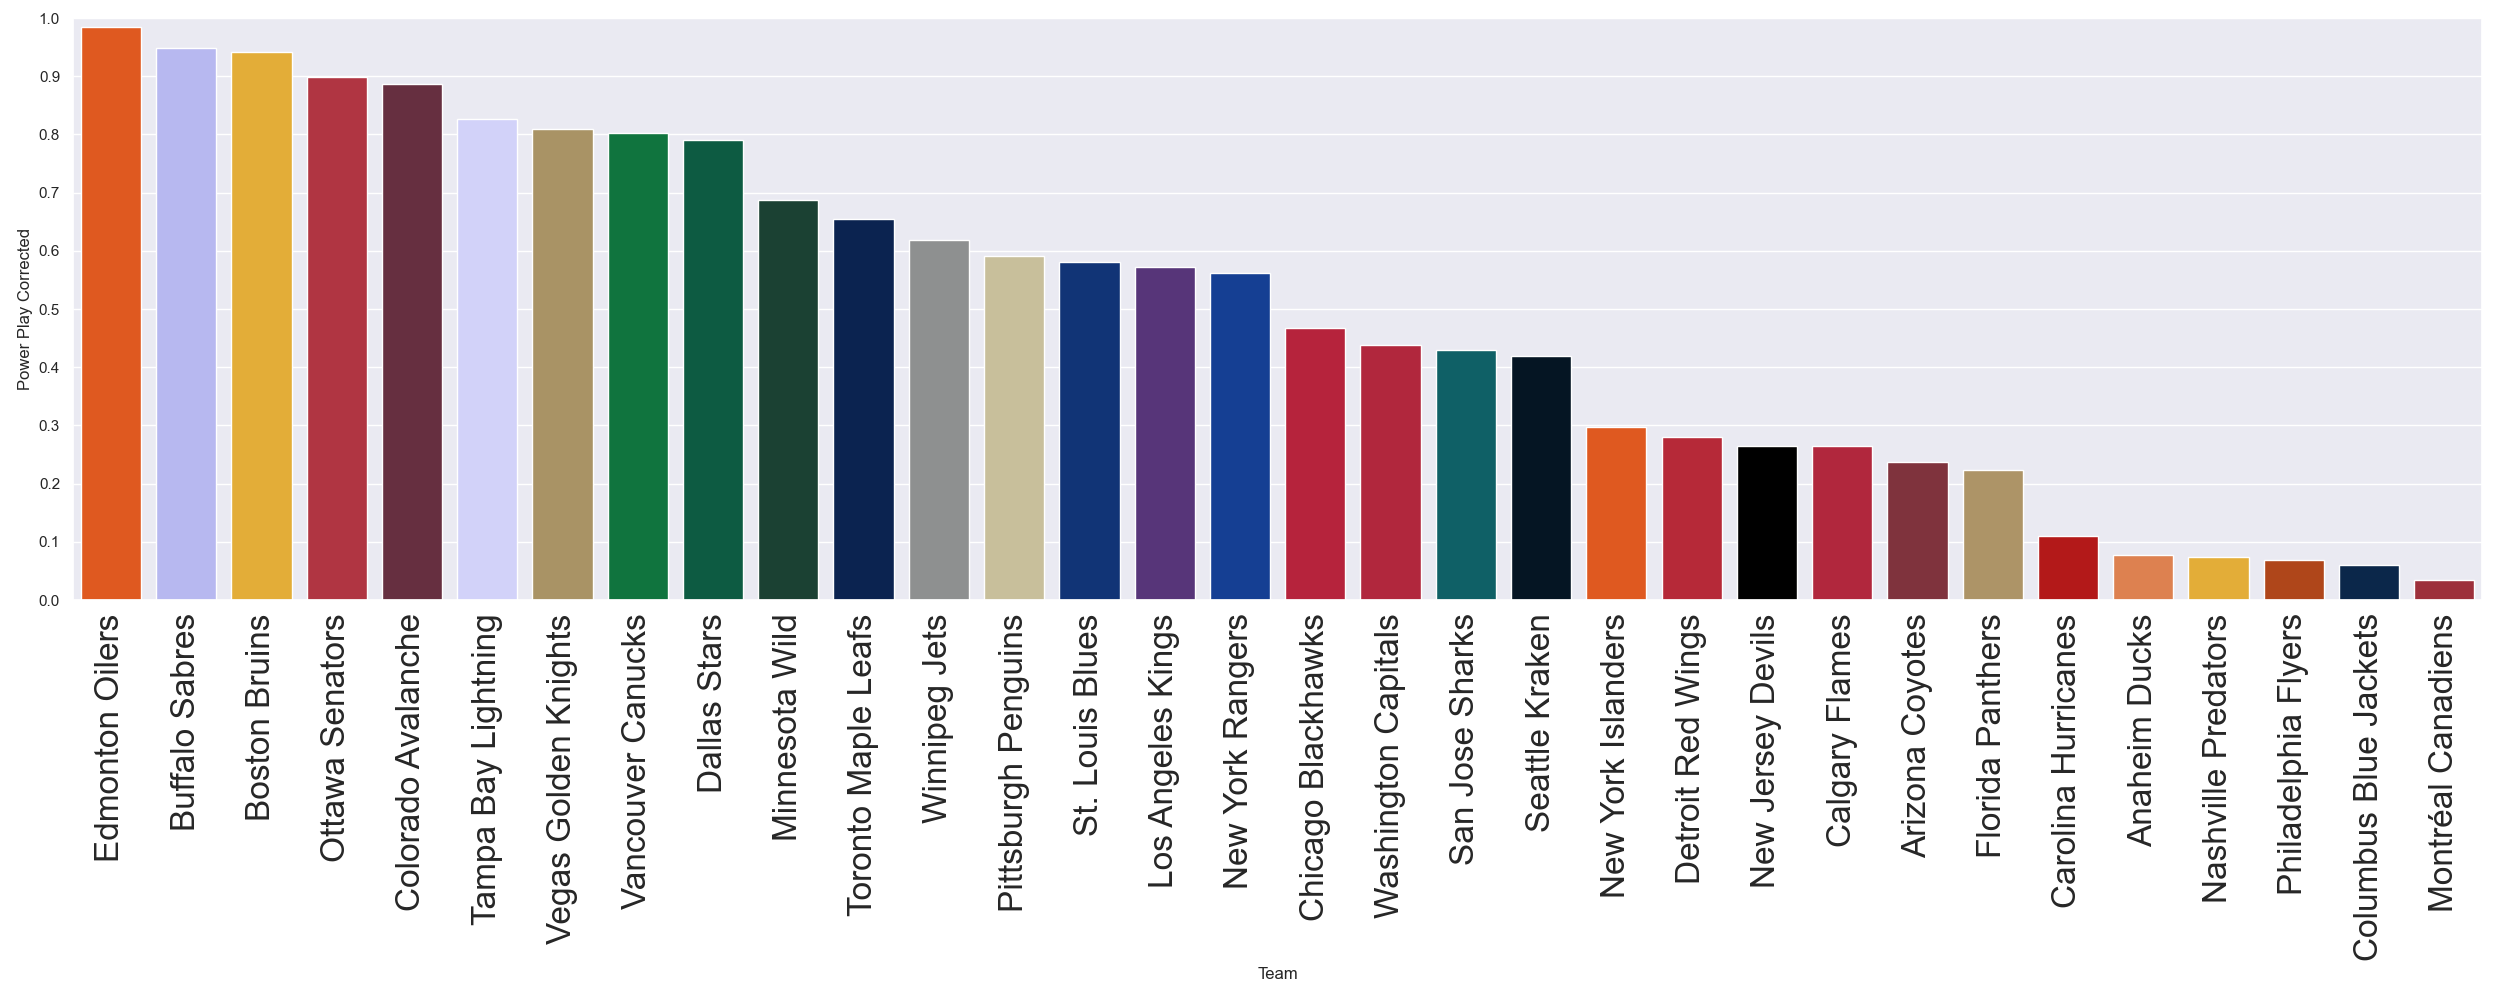 1.0
0.9
0.8
0.7
0.6
0.5
0.4
0.3
0.2
0.1
0.0
Power Play Corrected
Edmonton Oilers
Buffalo Sabres
Boston Bruins
Ottawa Senators
Colorado Avalanche
Tampa Bay Lightning
Vegas Golden Knights
Vancouver Canucks
Dallas Stars
Minnesota Wild
Toronto Maple Leafs
Winnipeg Jets
Pittsburgh Penguins
St. Louis Blues
Los Angeles Kings
New York Rangers
Chicago Blackhawks
Washington Capitals
San Jose Sharks
Seattle Kraken
New York Islanders
Detroit Red Wings
New Jersey Devils
Calgary Flames
Arizona Coyotes
Florida Panthers
Carolina Hurricanes
Anaheim Ducks
Nashville Predators
Philadelphia Flyers
Columbus Blue Jackets
Montréal Canadiens
Team